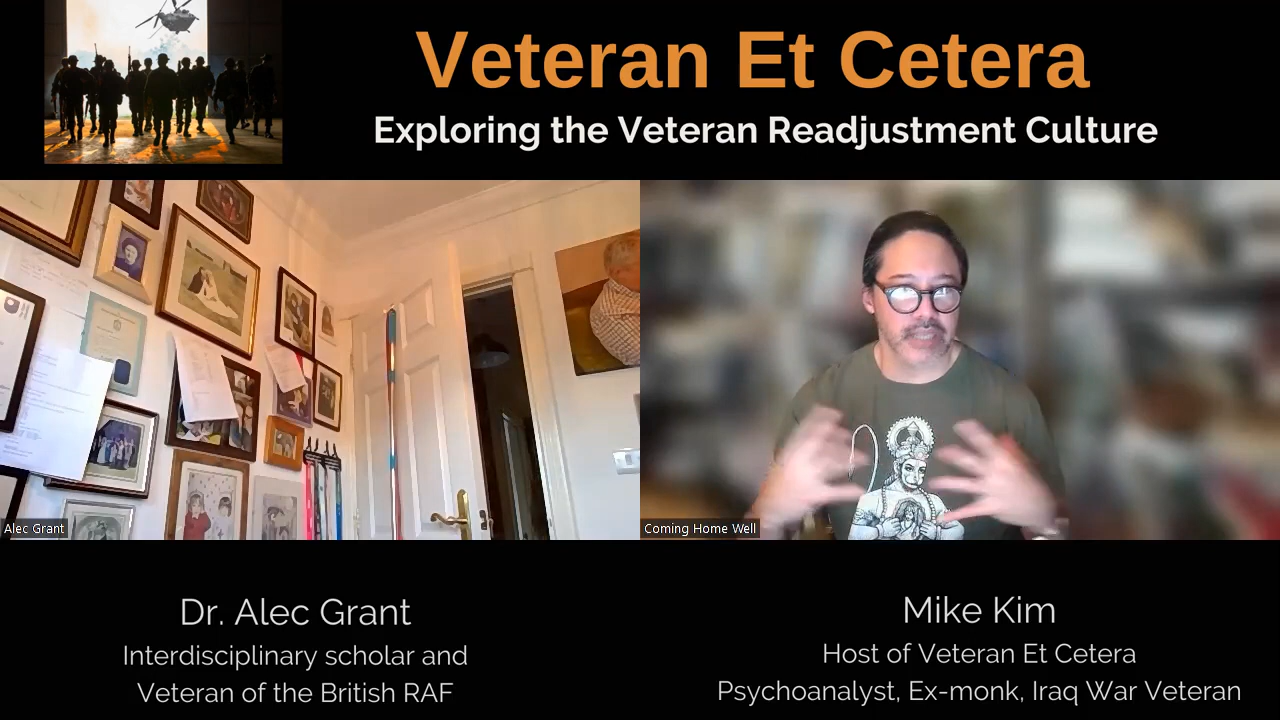 Veteran Et Cetera
Exploring the Veteran Readjustment Culture
Alec Grant
Coming Home Well
Dr. Alec Grant
Interdisciplinary scholar and
Veteran of the British RAF
Mike Kim
Host of Veteran Et Cetera
Psychoanalyst, Ex-monk, Iraq War Veteran